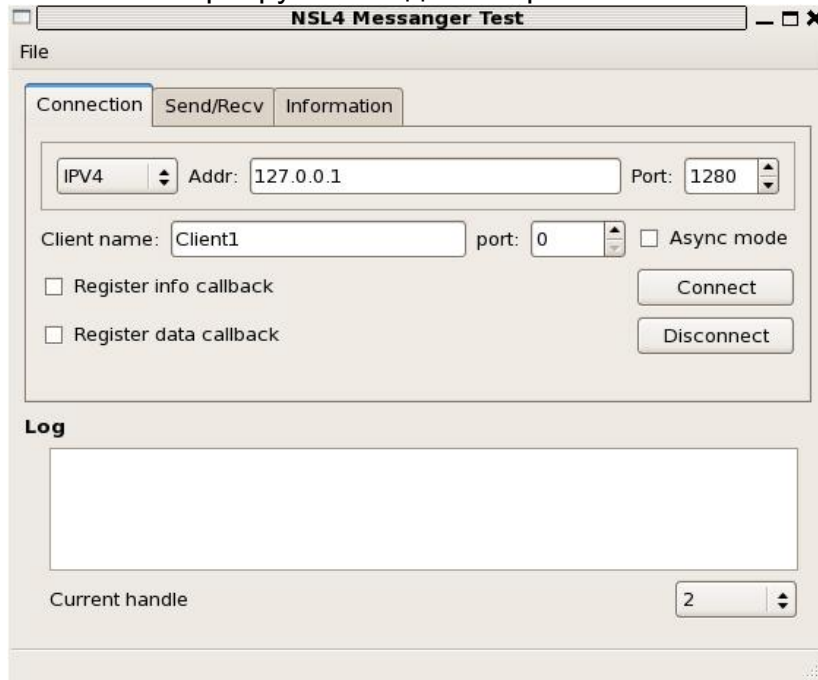 NSL4 Messanger Test
File
Connection Send/Recv Information
IPV4 Addr: 127.0.0.1 Port: 1280
Client name: Client1 port: 0 Async mode
Register info callback Connect
Register data callback Disconnect
Log
Current handle 2